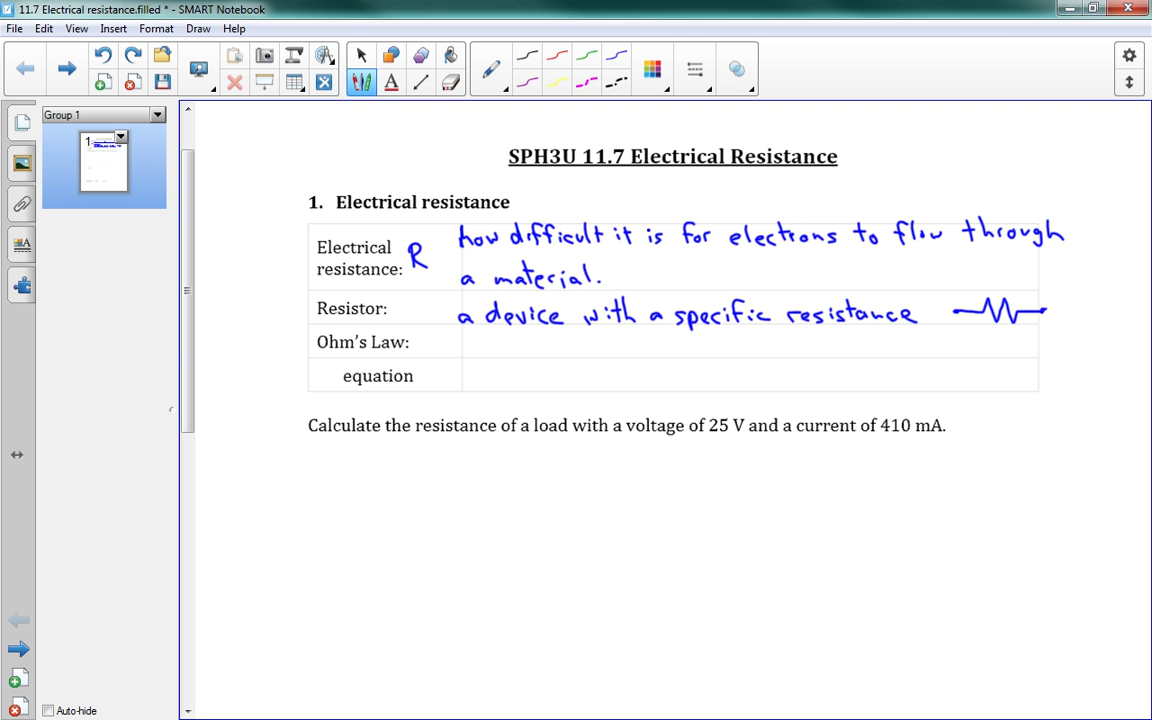 11.7 Electrical resistance.filled * - SMART Notebook
File Edit View Insert Format Draw Help
Group 1
1
SPH3U 11.7 Electrical Resistance
1. Electrical resistance
Electrical resistance: R how difficult it is for electrons to flow through
a material.
Resistor: a device with a specific resistance
Ohm's Law:
equation
Calculate the resistance of a load with a voltage of 25 V and a current of 410 mA.
Auto-hide